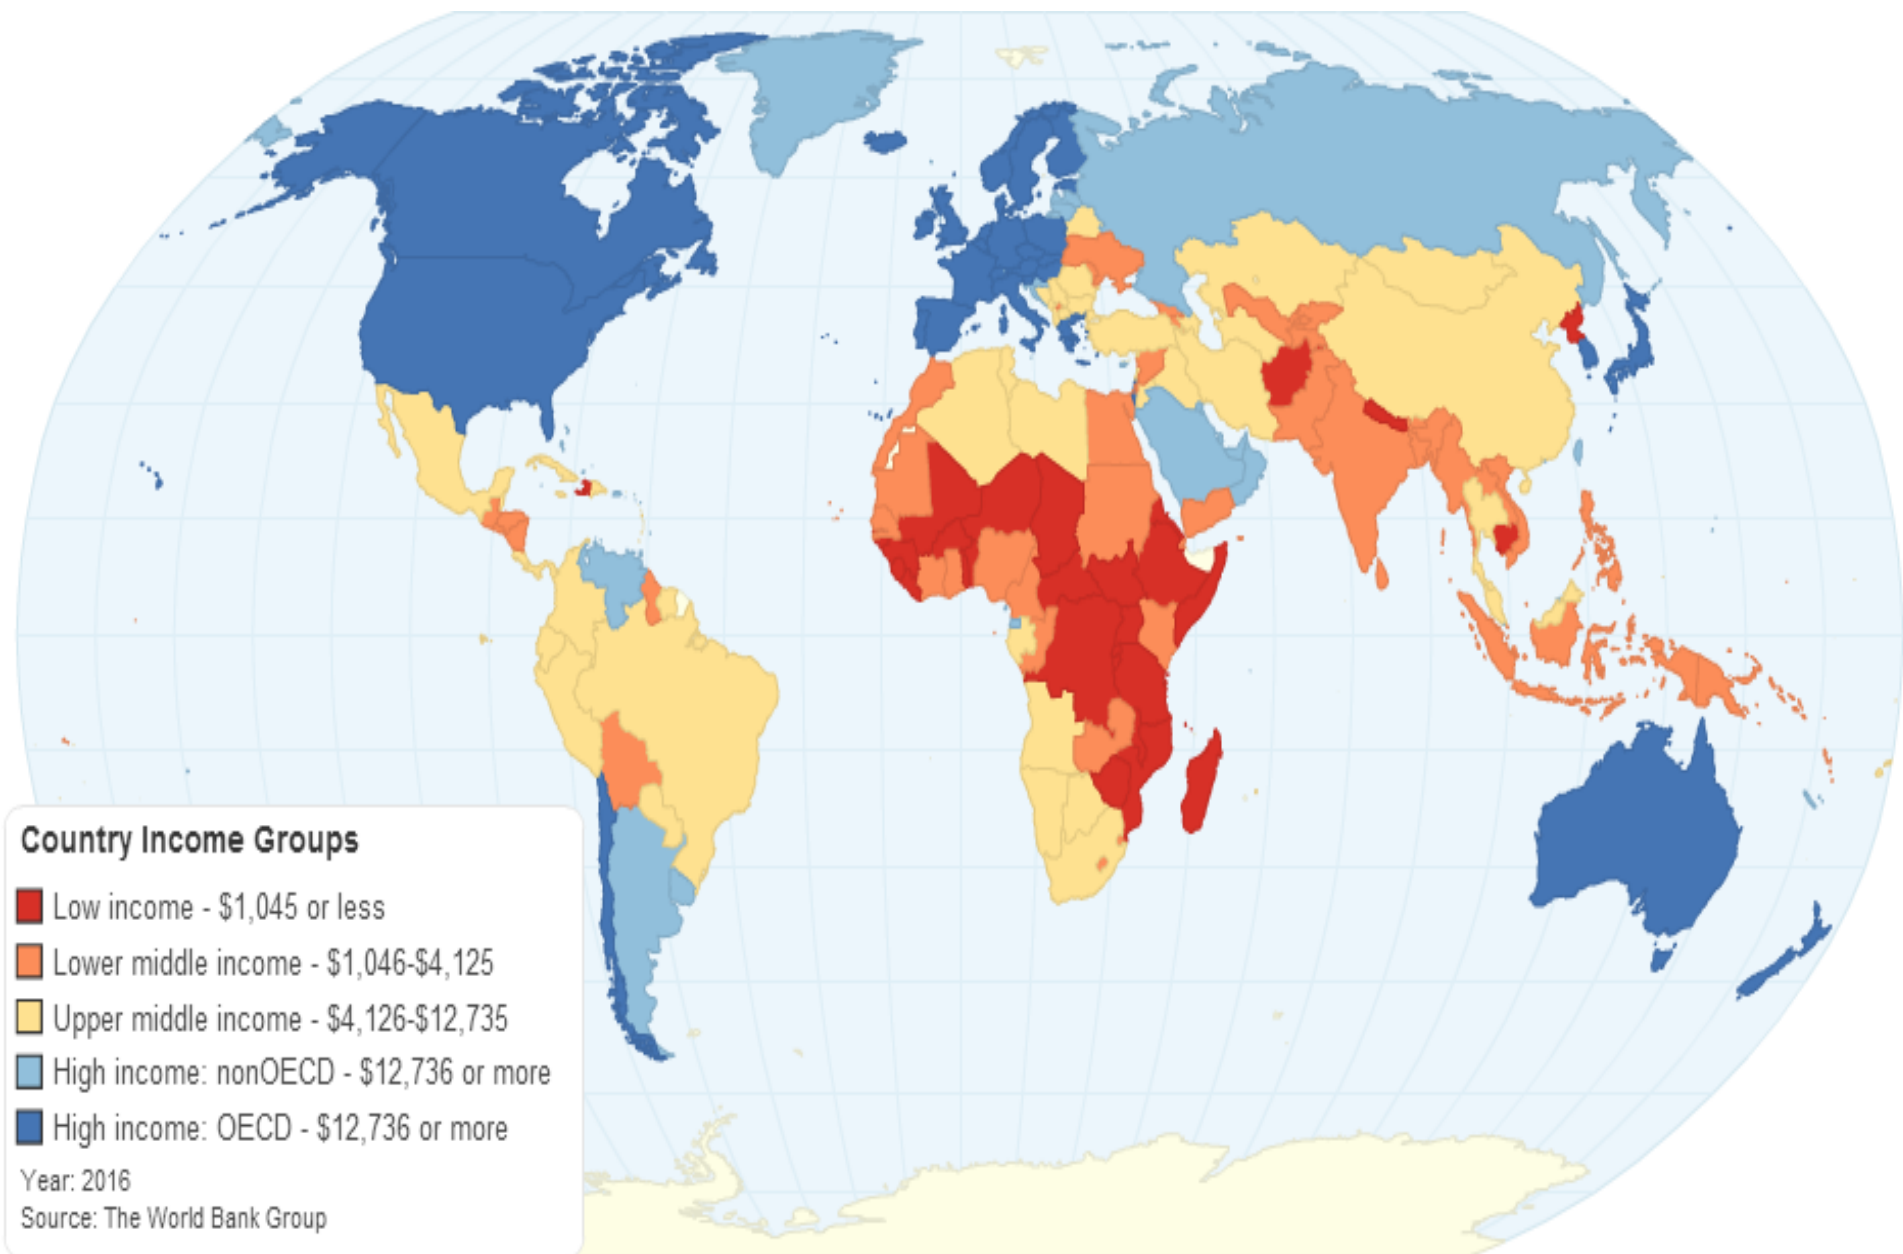 Country Income Groups
Low income - $1,045 or less
Lower middle income - $1,046-$4,125
Upper middle income - $4,126-$12,735
High income: nonOECD - $12,736 or more
High income: OECD - $12,736 or more
Year: 2016
Source: The World Bank Group